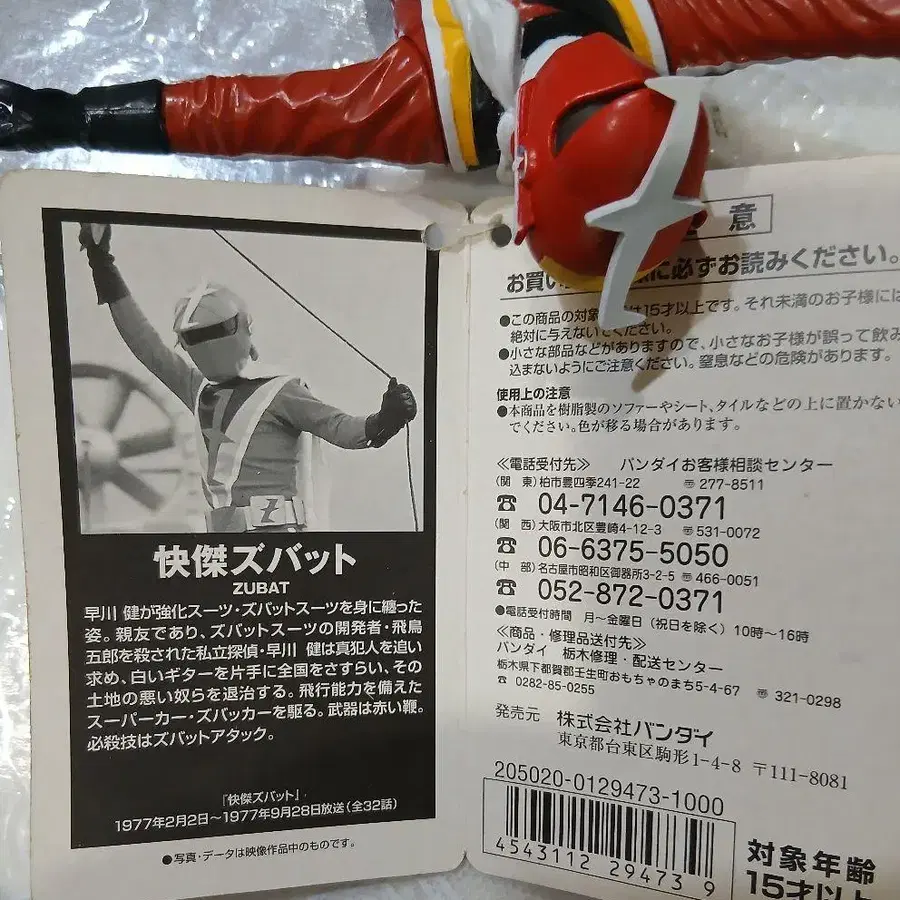 快傑ズバット
ZUBAT
早川 健が強化スーツ・ズバットスーツを身に纏った
姿。親友であり、ズバットスーツの開発者・飛鳥
五郎を殺された私立探偵・早川 健は真犯人を追い
求め、白いギターを片手に全国をさすらい、その
土地の悪い奴らを退治する。飛行能力を備えた
スーパーカー・ズバッカーを駆る。武器は赤い鞭。
必殺技はズバットアタック。
『快傑ズバット』
1977年2月2日〜1977年9月28日放送(全32話)
●写真・データは映像作品中のものです。
意
お買い に必ずお読みください。
●この商品の対象 は15才以上です。それ未満のお子様には
絶対に与えないでください。
●小さな部品などがありますので、小さなお子様が誤って飲み
込まないようにご注意ください。窒息などの危険があります。
使用上の注意
●本商品を樹脂製のソファーやシート、タイルなどの上に置かない
でください。色が移る場合があります。
≪電話受付先≫ バンダイお客様相談センター
(関 東)柏市豊四季241-22 〠277-8511
☎ 04-7146-0371
(関 西)大阪市北区豊崎4-12-3 〠531-0072
☎ 06-6375-5050
(中 部)名古屋市昭和区御器所3-2-5 〠466-0051
☎ 052-872-0371
●電話受付時間 月〜金曜日(祝日を除く)10時〜16時
≪商品・修理品送付先≫
バンダイ 栃木修理・配送センター
栃木県下都賀郡壬生町おもちゃのまち5-4-67 〠321-0298
☎ 0282-85-0255
発売元 株式会社バンダイ
東京都台東区駒形1-4-8 〒111-8081
205020-0129473-1000
4543112 29473 9
対象年齢
15才以上